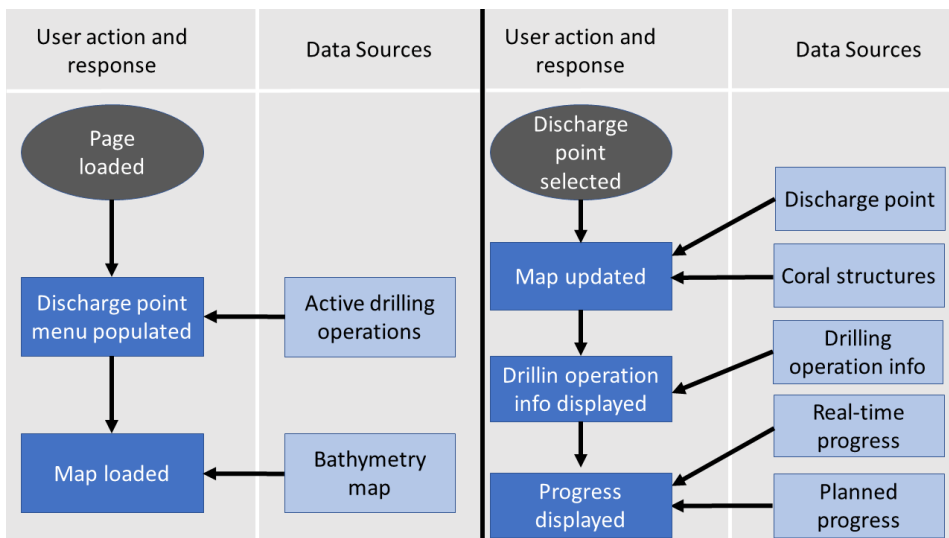 User action and
response
Data Sources
Page
loaded
Discharge point
menu populated
Active drilling
operations
Map loaded
Bathymetry
map
User action and
response
Data Sources
Discharge
point
selected
Discharge point
Map updated
Coral structures
Drillin operation
info displayed
Drilling
operation info
Real-time
progress
Progress
displayed
Planned
progress